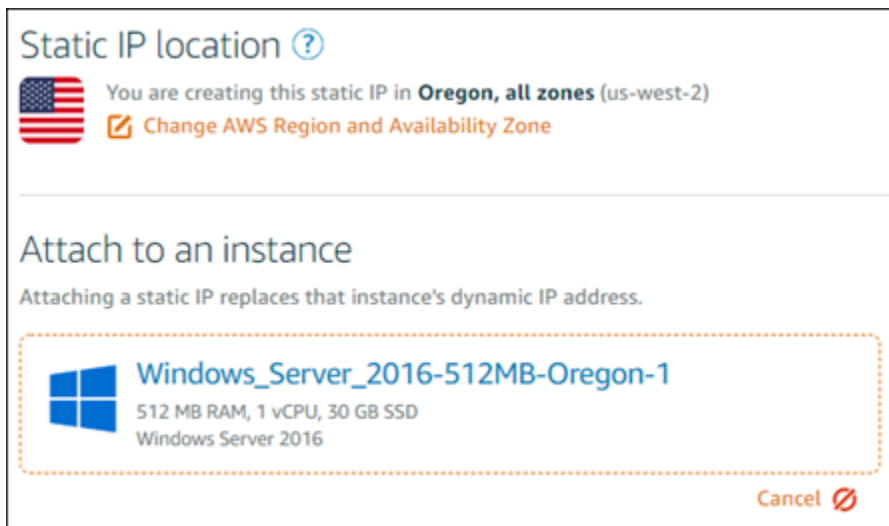 Static IP location ?
You are creating this static IP in Oregon, all zones (us-west-2)
Change AWS Region and Availability Zone
Attach to an instance
Attaching a static IP replaces that instance's dynamic IP address.
Windows_Server_2016-512MB-Oregon-1
512 MB RAM, 1 vCPU, 30 GB SSD
Windows Server 2016
Cancel